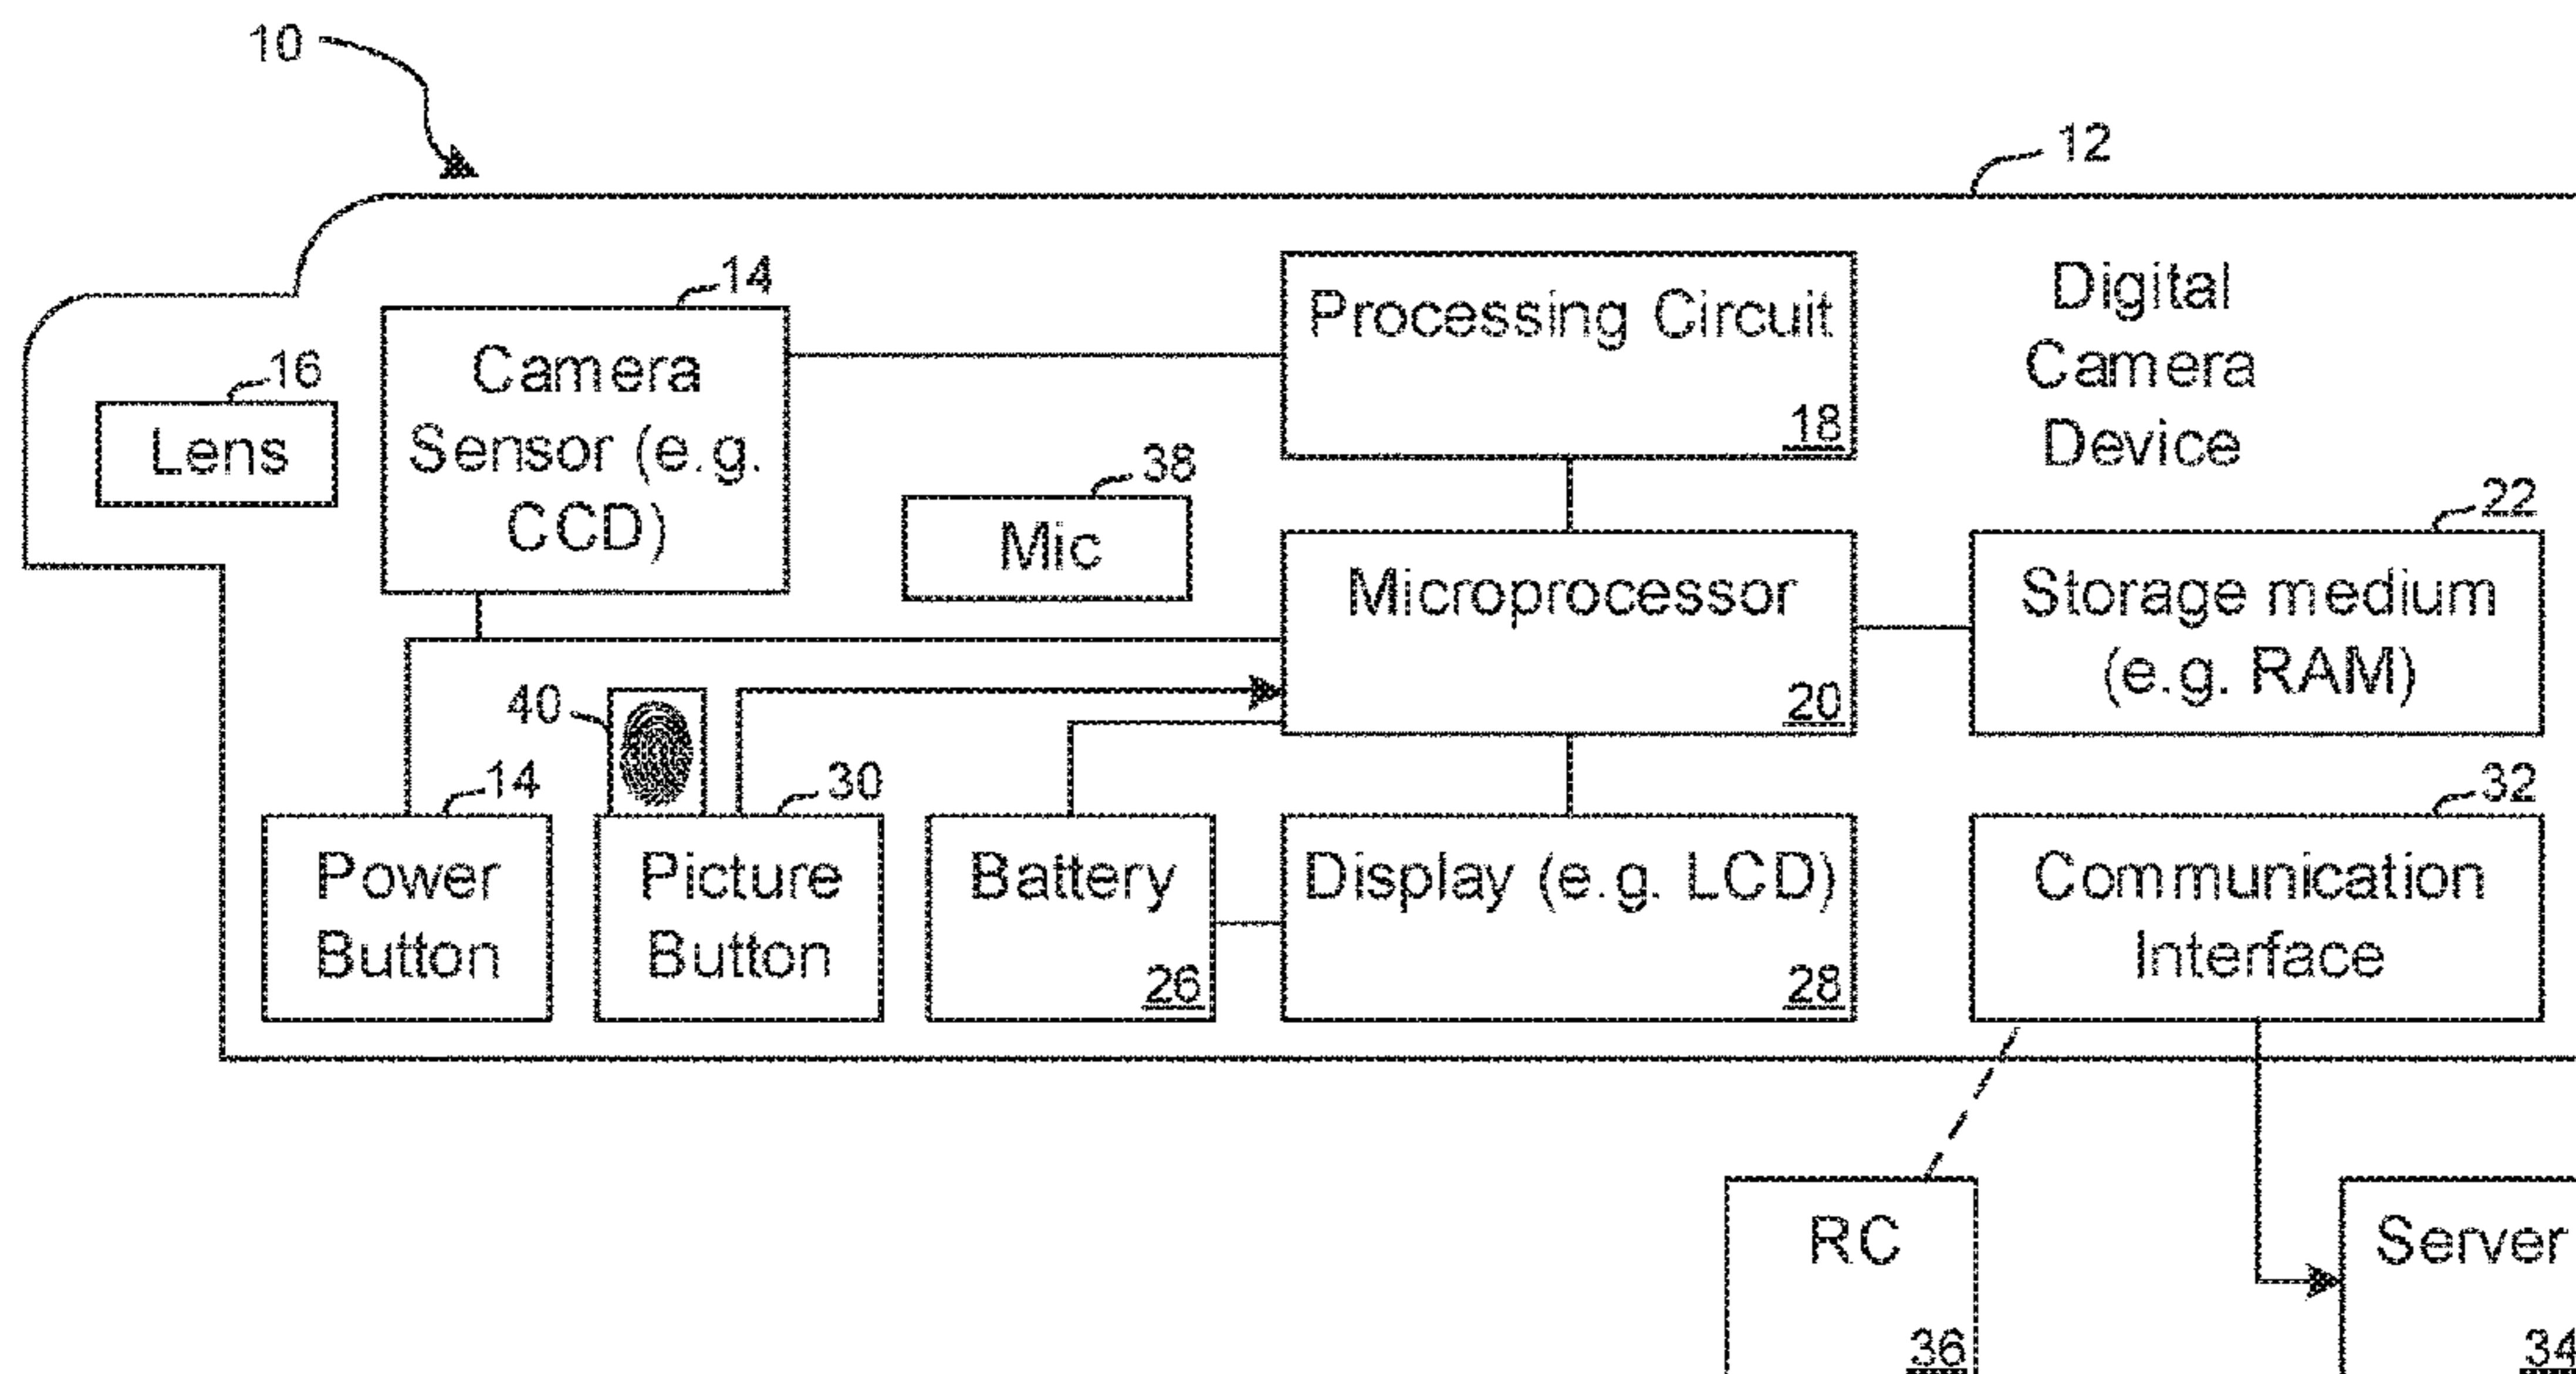 10
12
14
Processing Circuit
18
Digital
Camera
Device
Camera
Sensor (e.g.
CCD)
16
Lens
38
Mic
22
Microprocessor
20
Storage medium
(e.g. RAM)
40
14
30
32
Power
Button
Picture
Button
Battery
26
Display (e.g. LCD)
28
Communication
Interface
RC
36
Server
34